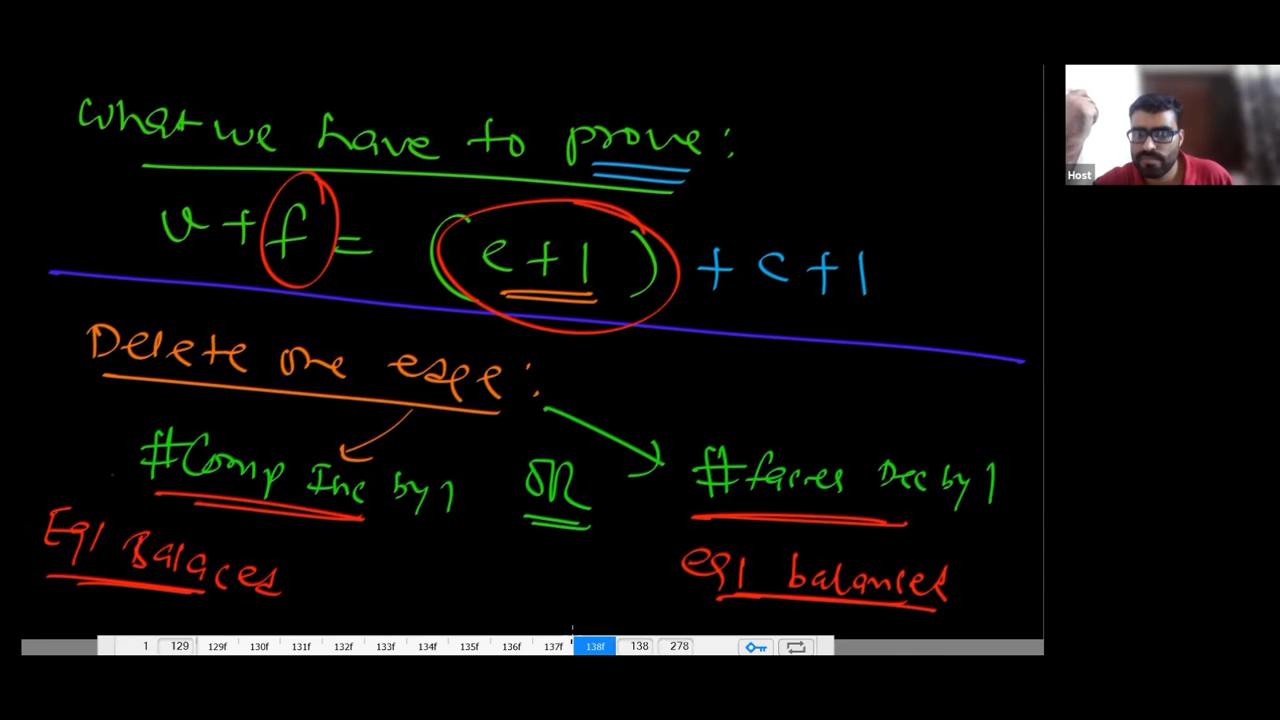 What we have to prove:
v + f = (e + 1) + c + 1
Delete one edge:
#Comp Inc by 1 OR #faces Dec by 1
Eq1 Balaces eq1 balances
Host
1 129 129f 130f 131f 132f 133f 134f 135f 136f 137f 138f 138 278